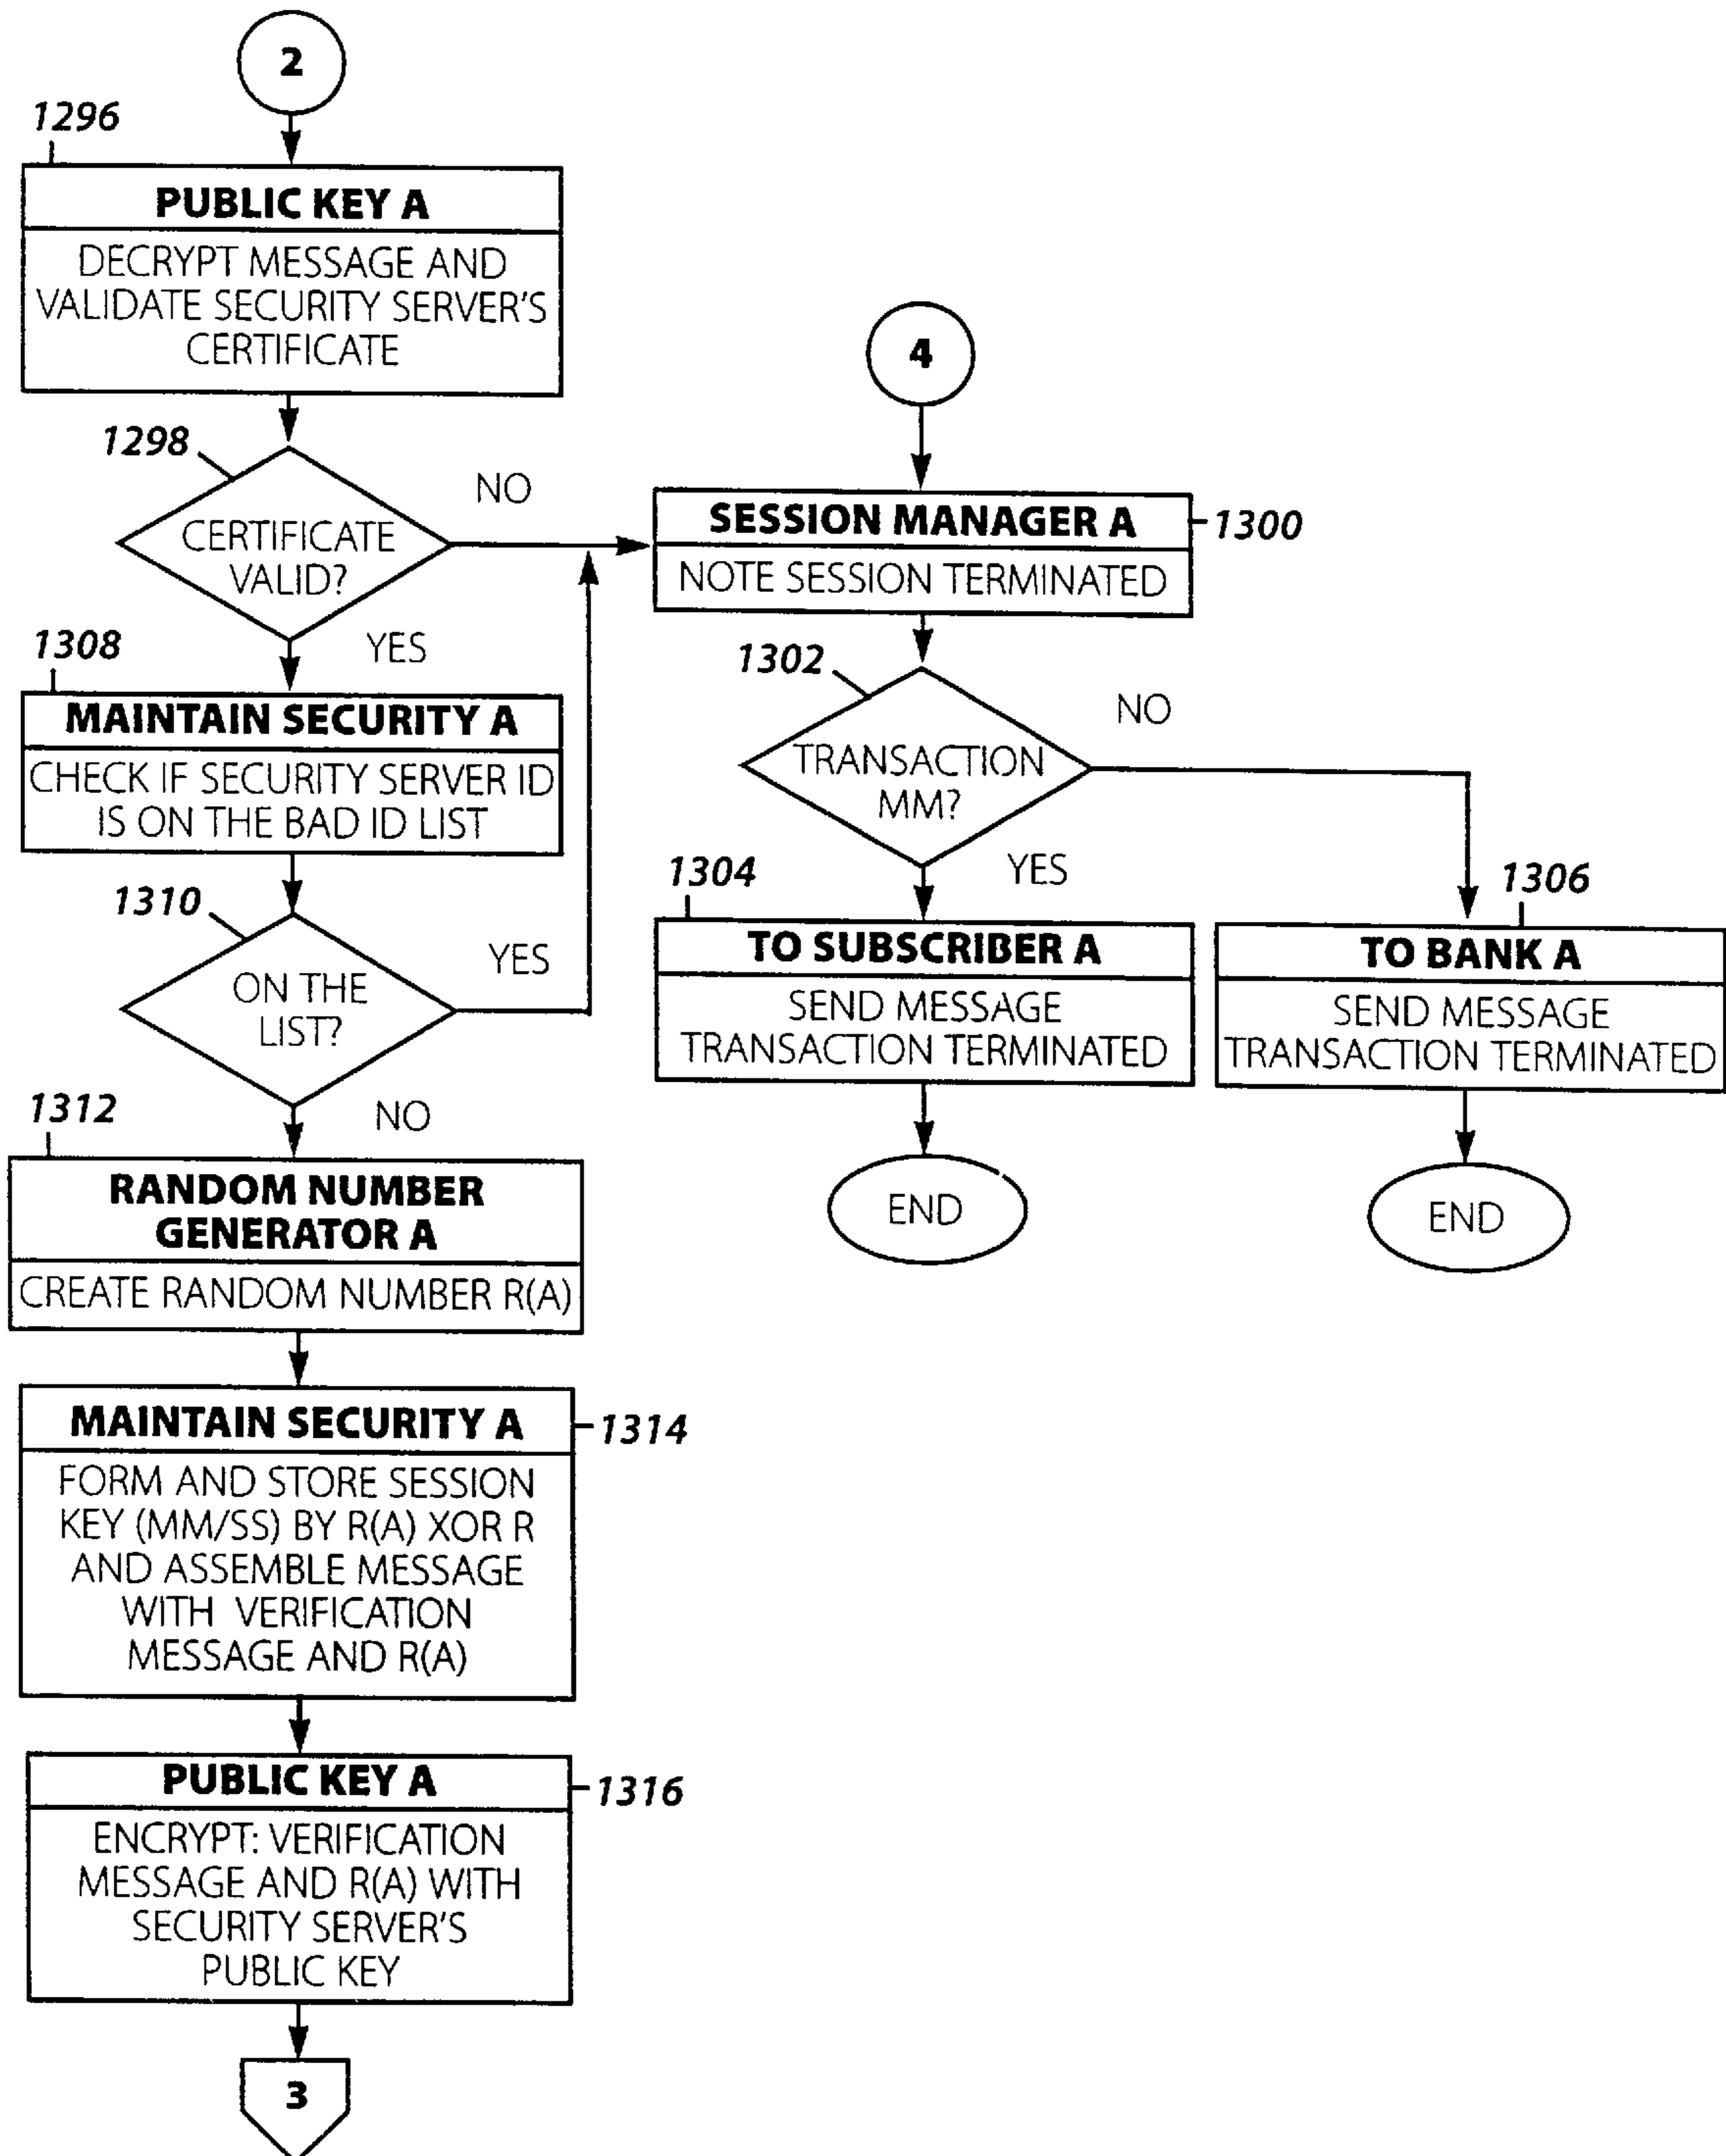 2
1296
PUBLIC KEY A
DECRYPT MESSAGE AND
VALIDATE SECURITY SERVER'S
CERTIFICATE
1298
CERTIFICATE
VALID?
NO
YES
1308
MAINTAIN SECURITY A
CHECK IF SECURITY SERVER ID
IS ON THE BAD ID LIST
1310
ON THE
LIST?
YES
NO
1312
RANDOM NUMBER
GENERATOR A
CREATE RANDOM NUMBER R(A)
MAINTAIN SECURITY A
1314
FORM AND STORE SESSION
KEY (MM/SS) BY R(A) XOR R
AND ASSEMBLE MESSAGE
WITH VERIFICATION
MESSAGE AND R(A)
PUBLIC KEY A
1316
ENCRYPT: VERIFICATION
MESSAGE AND R(A) WITH
SECURITY SERVER'S
PUBLIC KEY
3
4
SESSION MANAGER A
1300
NOTE SESSION TERMINATED
1302
TRANSACTION
MM?
NO
YES
1304
TO SUBSCRIBER A
SEND MESSAGE
TRANSACTION TERMINATED
END
1306
TO BANK A
SEND MESSAGE
TRANSACTION TERMINATED
END